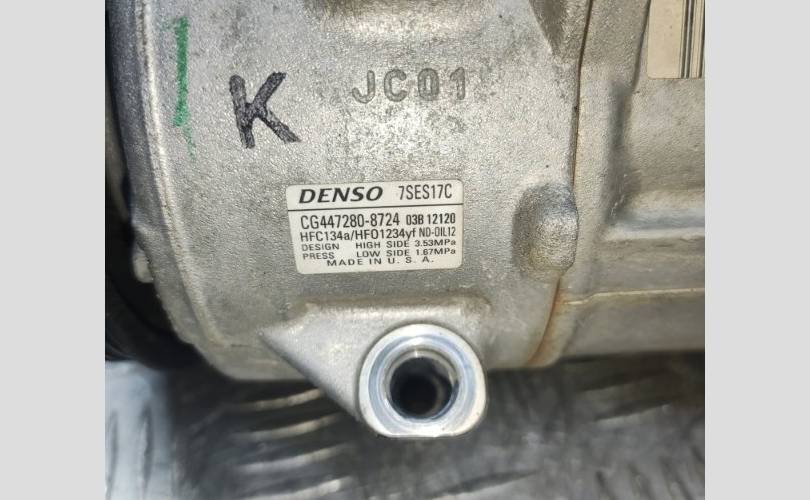 JC01
K
DENSO 7SES17C
CG447280-8724 03B 12120
HFC134a/HFO1234yf ND-OIL12
DESIGN HIGH SIDE 3.53MPa
PRESS LOW SIDE 1.67MPa
MADE IN U. S. A.